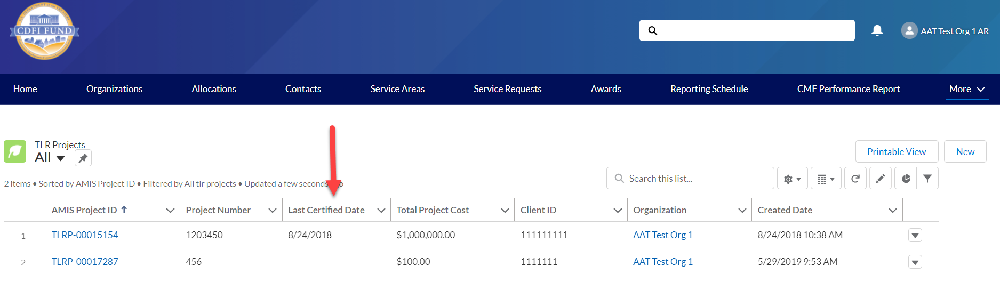 CDFI FUND
AAT Test Org 1 AR
Home Organizations Allocations Contacts Service Areas Service Requests Awards Reporting Schedule CMF Performance Report More
TLR Projects
All
Printable View New
2 items • Sorted by AMIS Project ID • Filtered by All tlr projects • Updated a few seconds
Search this list...
AMIS Project ID Project Number Last Certified Date Total Project Cost Client ID Organization Created Date
1 TLRP-00015154 1203450 8/24/2018 $1,000,000.00 111111111 AAT Test Org 1 8/24/2018 10:38 AM
2 TLRP-00017287 456 $100.00 1111111 AAT Test Org 1 5/29/2019 9:53 AM